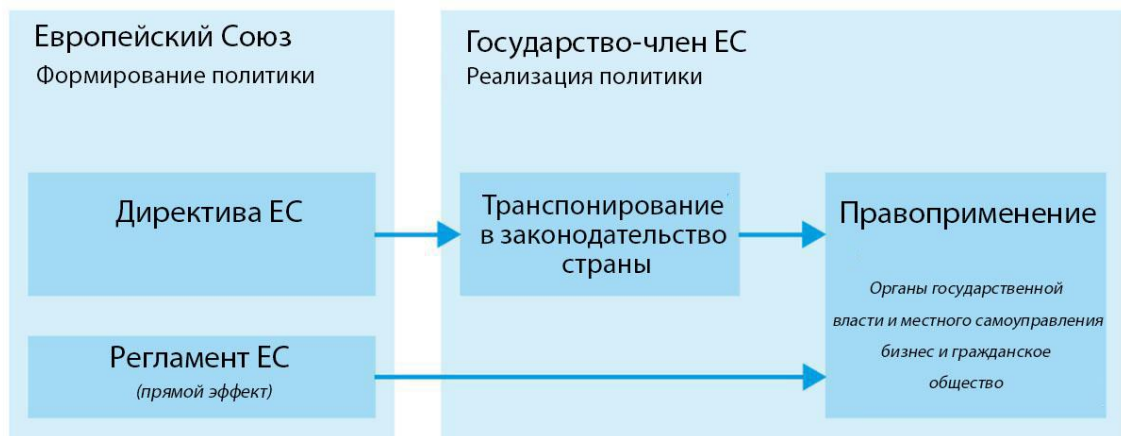 Европейский Союз
Формирование политики
Государство-член ЕС
Реализация политики
Директива ЕС
Транспонирование
в законодательство
страны
Правоприменение
Органы государственной
власти и местного самоуправления
бизнес и гражданское
общество
Регламент ЕС
(прямой эффект)